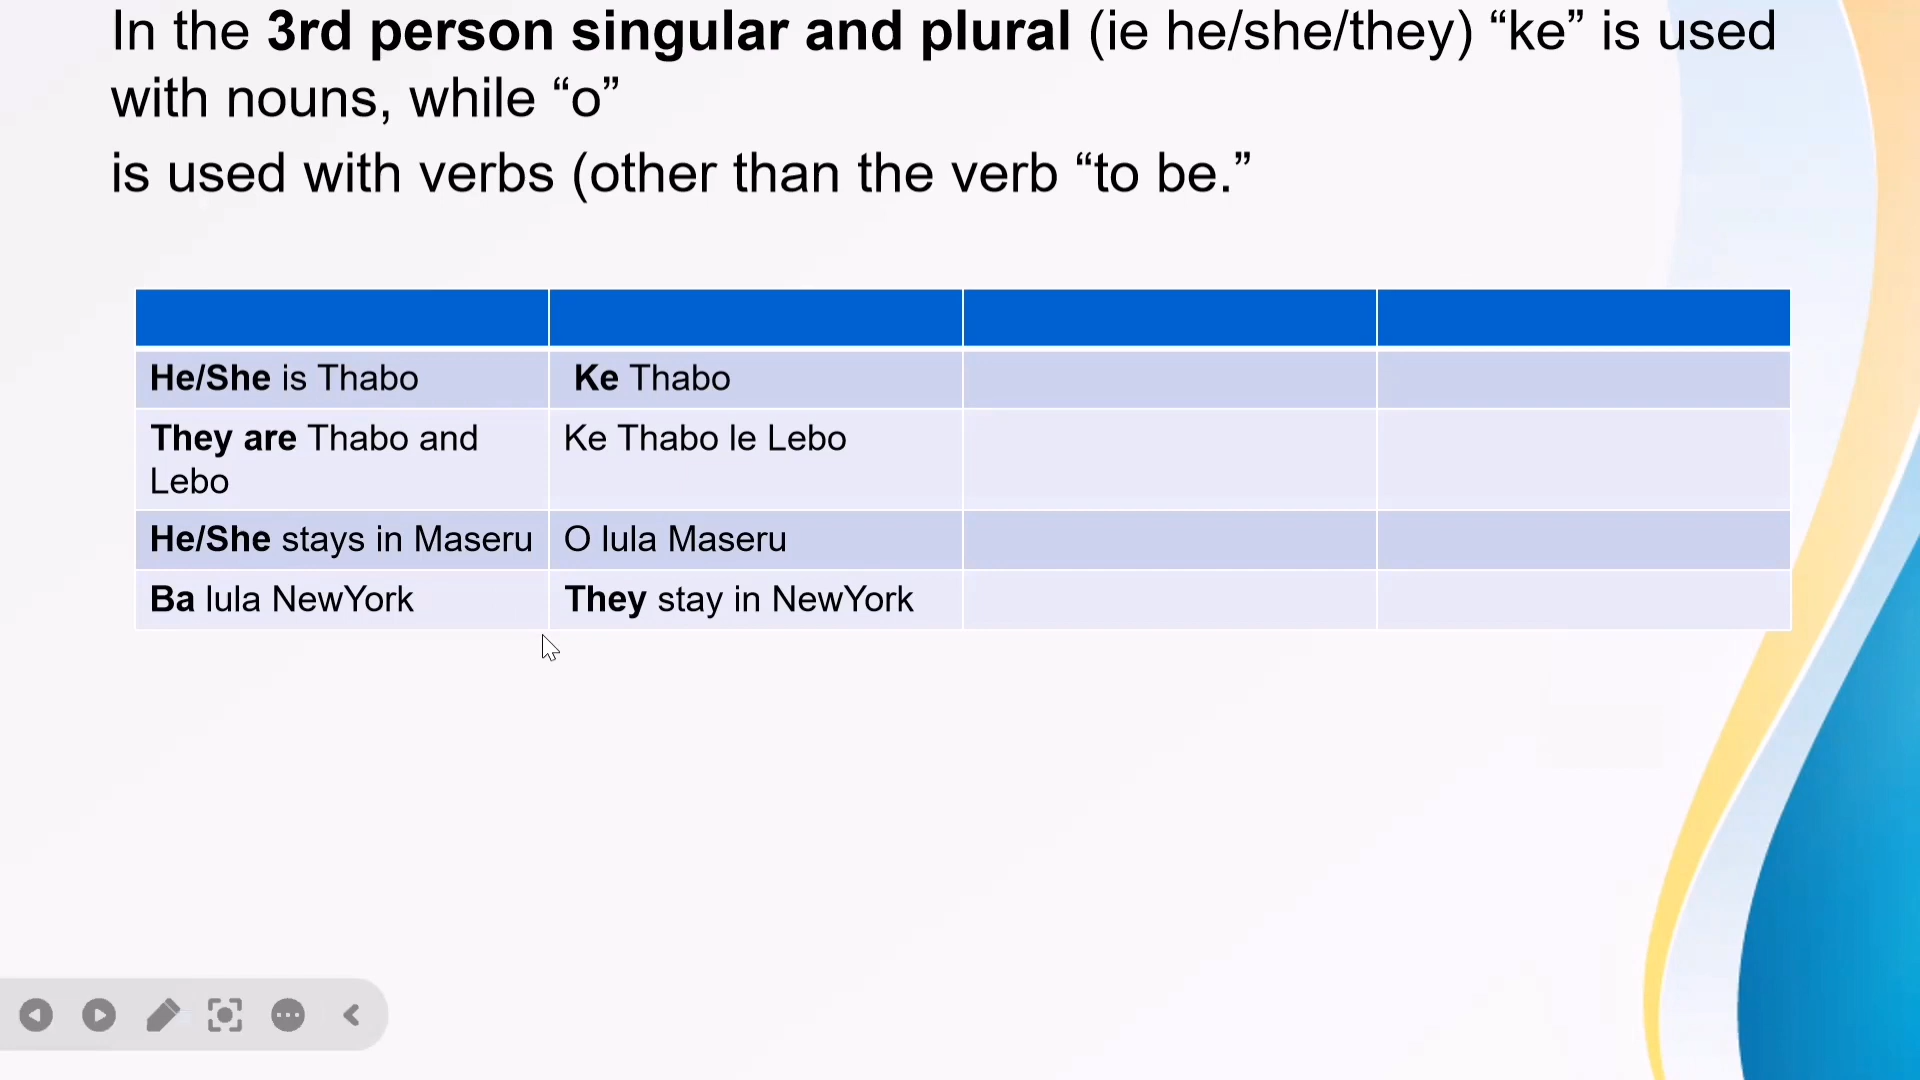 In the 3rd person singular and plural (ie he/she/they) “ke” is used
with nouns, while “o”
is used with verbs (other than the verb “to be.”
He/She is Thabo
Ke Thabo
They are Thabo and
Lebo
Ke Thabo le Lebo
He/She stays in Maseru
O lula Maseru
Ba lula NewYork
They stay in NewYork